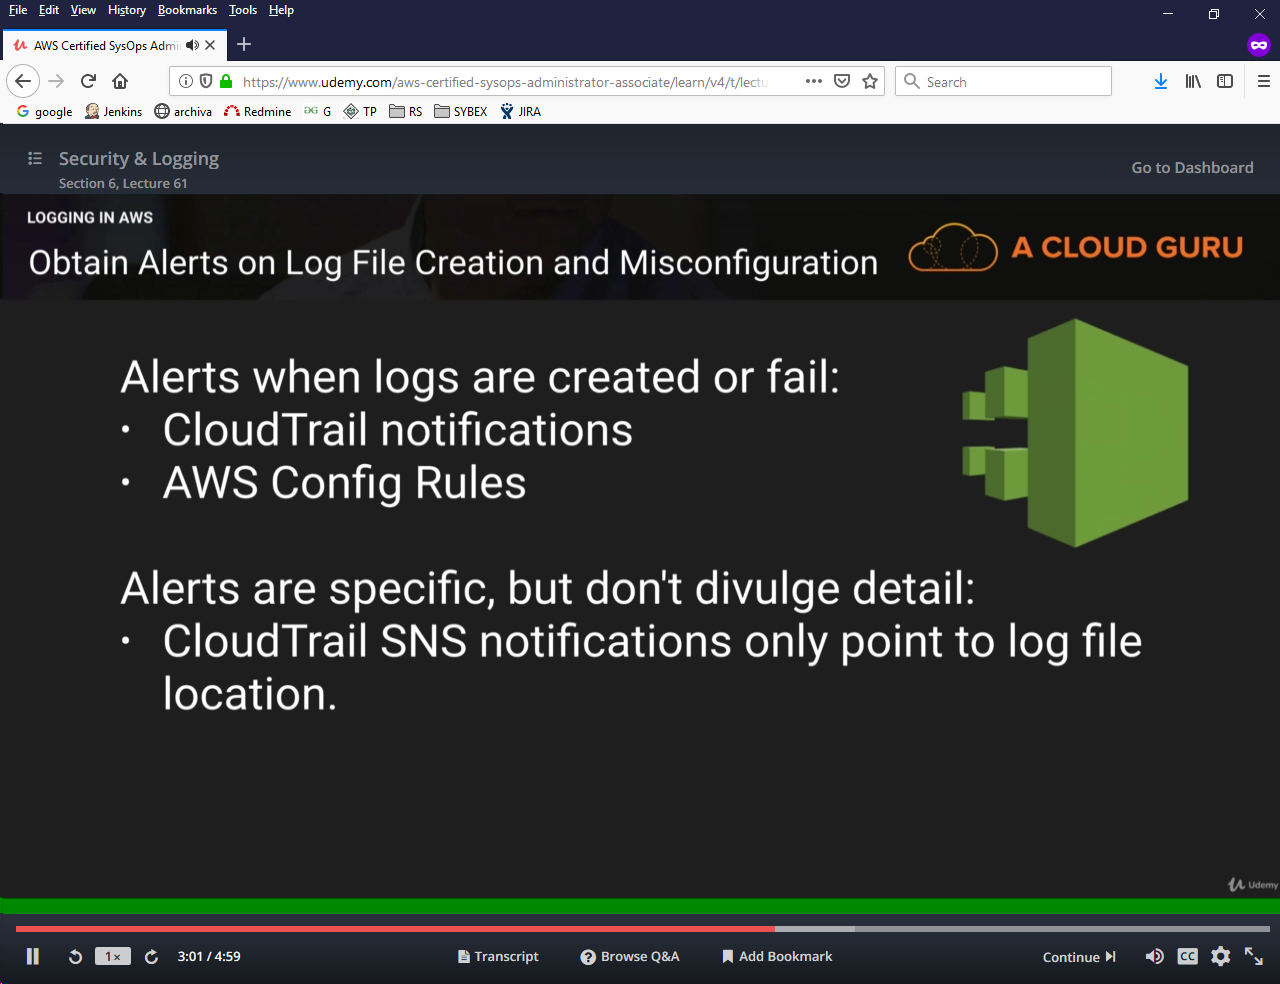 File Edit View History Bookmarks Tools Help
AWS Certified SysOps Admi
https://www.udemy.com/aws-certified-sysops-administrator-associate/learn/v4/t/lectu
Search
google Jenkins archiva Redmine G TP RS SYBEX JIRA
Security & Logging
Section 6, Lecture 61
Go to Dashboard
LOGGING IN AWS
Obtain Alerts on Log File Creation and Misconfiguration
A CLOUD GURU
Alerts when logs are created or fail:
• CloudTrail notifications
• AWS Config Rules
Alerts are specific, but don't divulge detail:
• CloudTrail SNS notifications only point to log file
location.
Udemy
1x 3:01 / 4:59 Transcript Browse Q&A Add Bookmark Continue CC